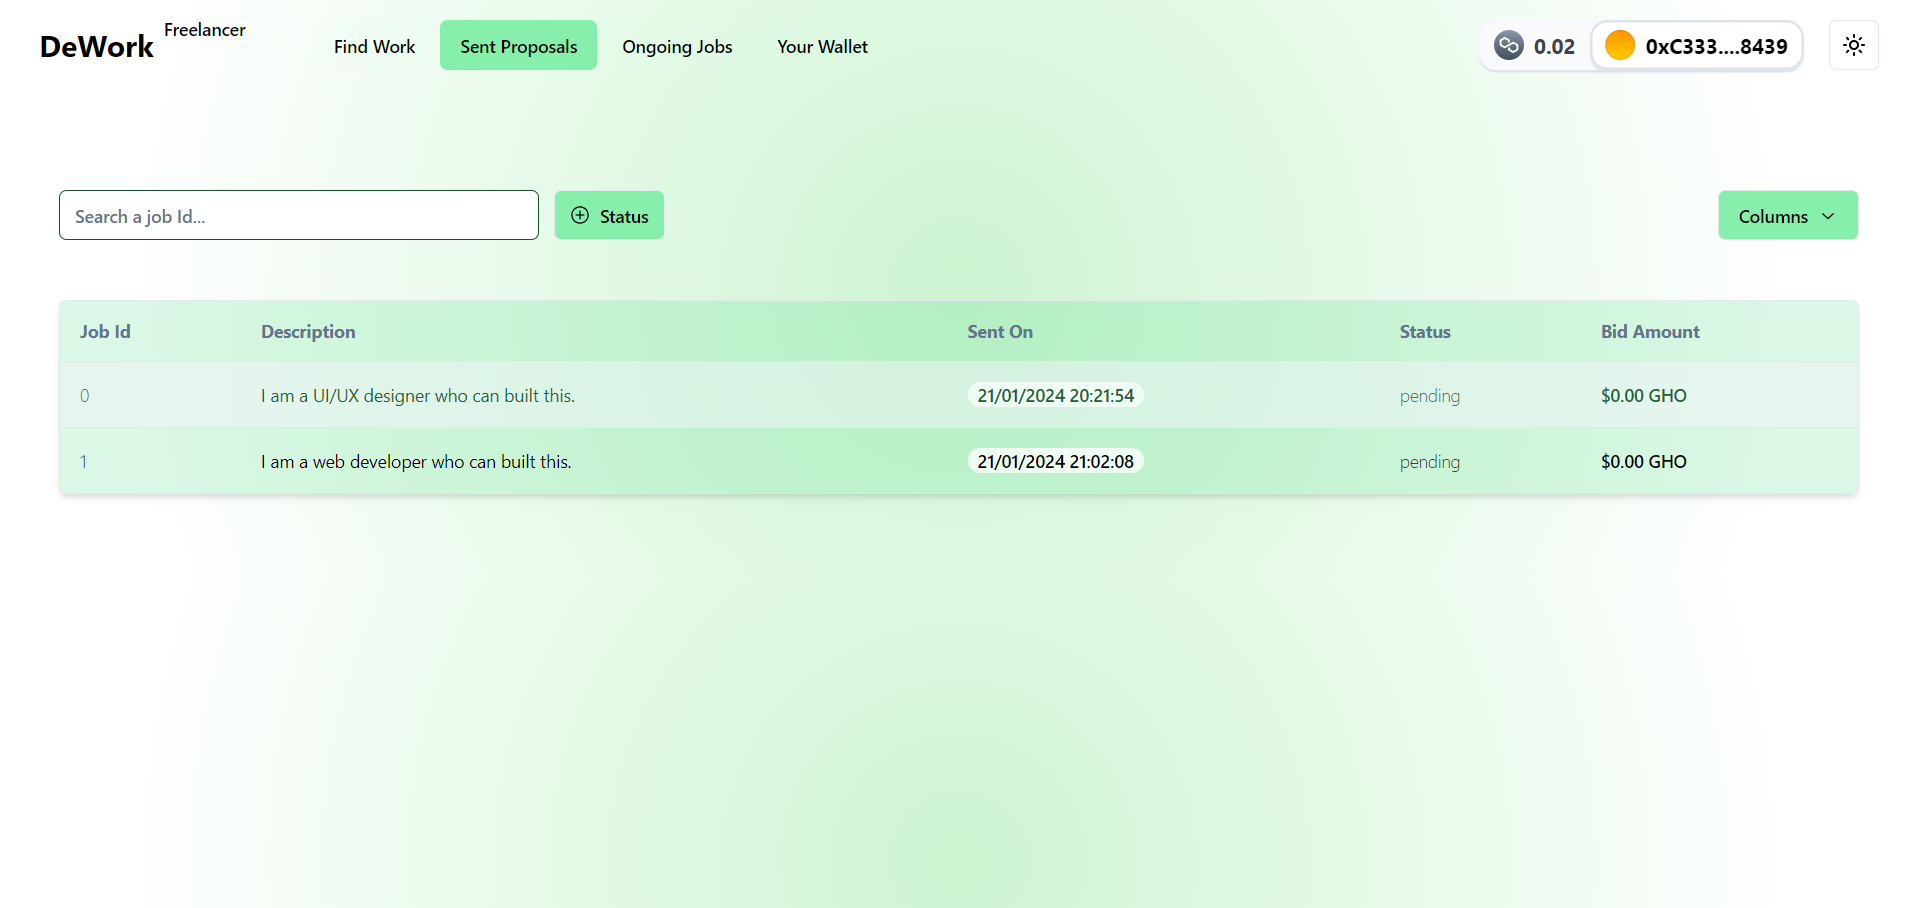 DeWork Freelancer
Find Work
Sent Proposals
Ongoing Jobs
Your Wallet
0.02
0xC333....8439
Search a job Id...
Status
Columns
Job Id Description Sent On Status Bid Amount
0 I am a UI/UX designer who can built this. 21/01/2024 20:21:54 pending $0.00 GHO
1 I am a web developer who can built this. 21/01/2024 21:02:08 pending $0.00 GHO